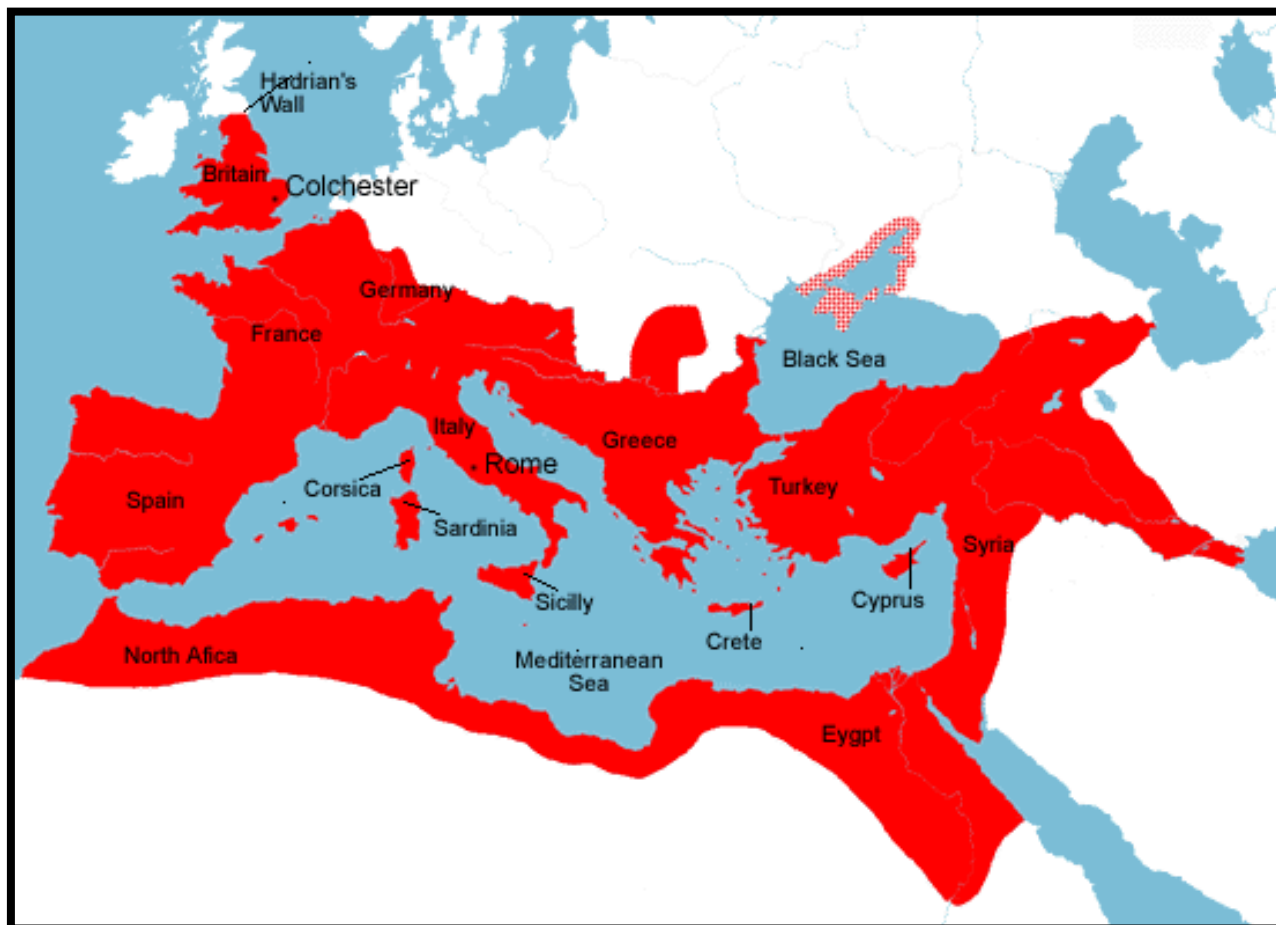 Hadrian's
Wall
Britain
Colchester
Germany
France
Black Sea
Italy
Greece
Rome
Corsica
Turkey
Spain
Sardinia
Syria
Sicilly
Cyprus
Crete
North Afica
Mediterranean
Sea
Eygpt